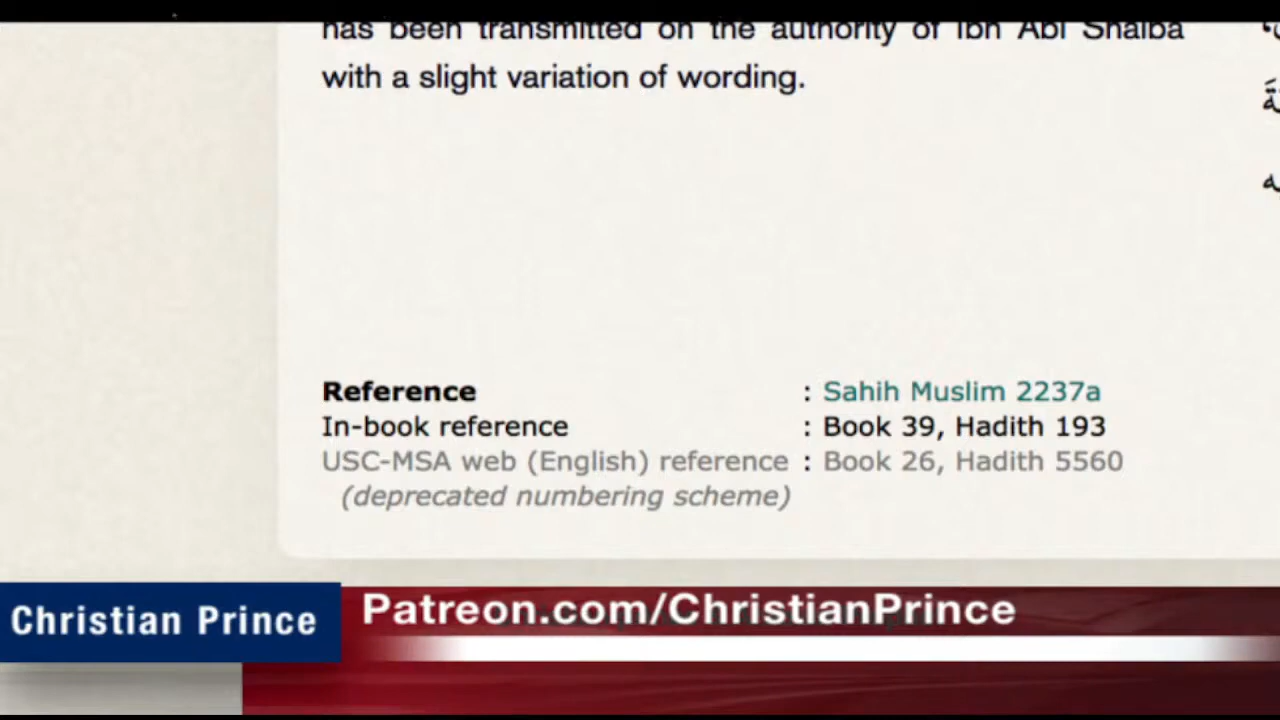 has been transmitted on the authority of Ibn Abi Shaiba
with a slight variation of wording.
Reference : Sahih Muslim 2237a
In-book reference : Book 39, Hadith 193
USC-MSA web (English) reference : Book 26, Hadith 5560
(deprecated numbering scheme)
Christian Prince
Patreon.com/ChristianPrince